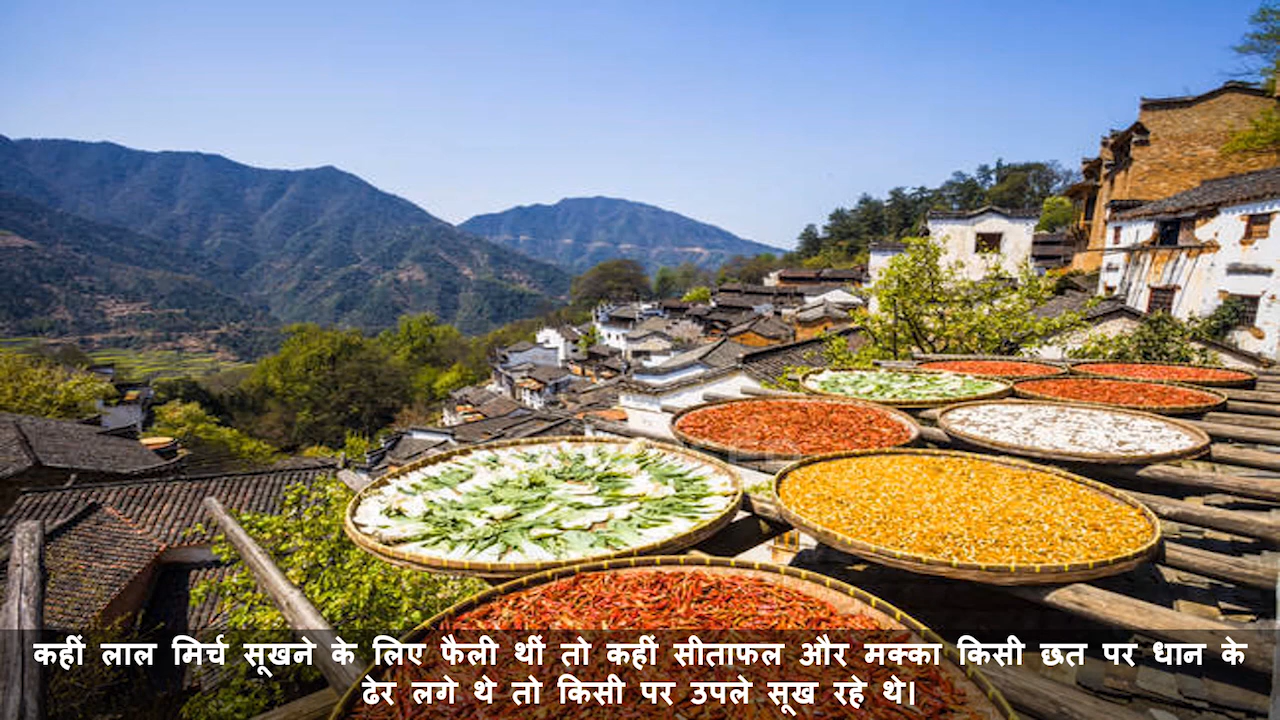 कहीं लाल मिर्च सूखने के लिए फैली थीं तो कहीं सीताफल और मक्का किसी छत पर धान के
ढेर लगे थे तो किसी पर उपले सूख रहे थे।